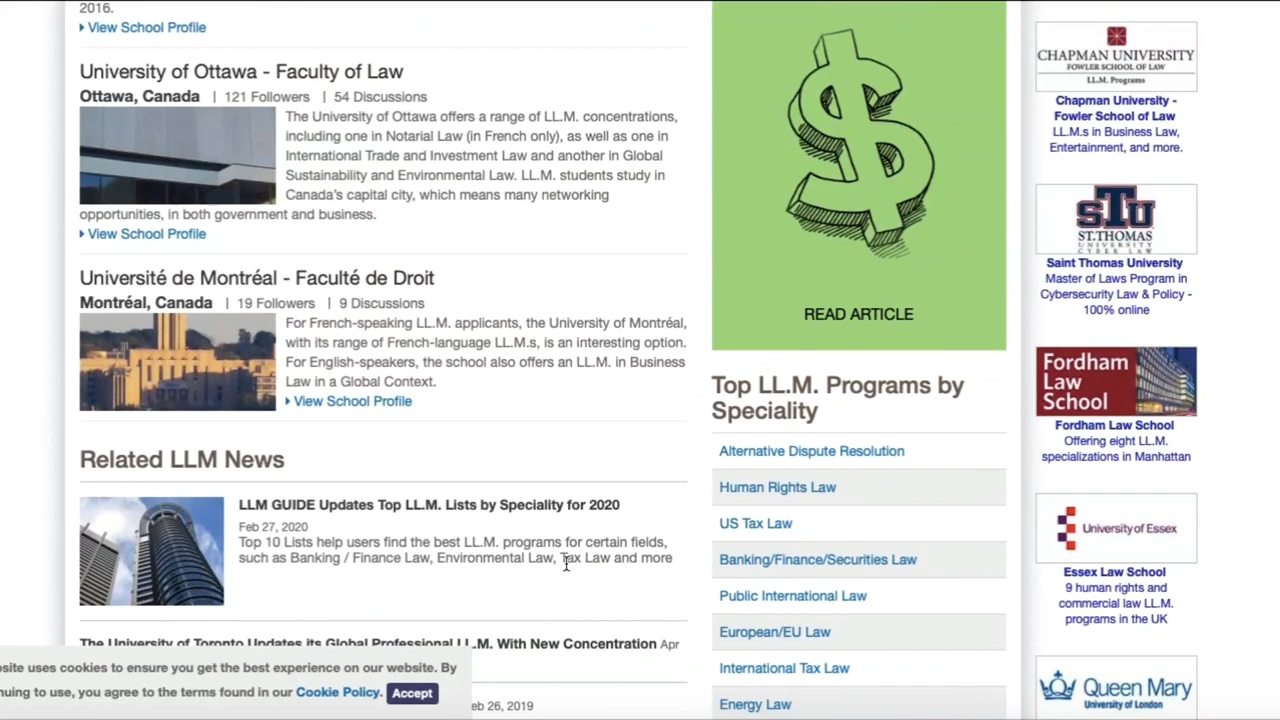 2016.
View School Profile
University of Ottawa - Faculty of Law
Ottawa, Canada | 121 Followers | 54 Discussions
The University of Ottawa offers a range of LL.M. concentrations,
including one in Notarial Law (in French only), as well as one in
International Trade and Investment Law and another in Global
Sustainability and Environmental Law. LL.M. students study in
Canada's capital city, which means many networking
opportunities, in both government and business.
View School Profile
Université de Montréal - Faculté de Droit
Montréal, Canada | 19 Followers | 9 Discussions
For French-speaking LL.M. applicants, the University of Montréal,
with its range of French-language LL.M.s, is an interesting option.
For English-speakers, the school also offers an LL.M. in Business
Law in a Global Context.
View School Profile
Related LLM News
LLM GUIDE Updates Top LL.M. Lists by Speciality for 2020
Feb 27, 2020
Top 10 Lists help users find the best LL.M. programs for certain fields,
such as Banking / Finance Law, Environmental Law, Tax Law and more
The University of Toronto Updates its Global Professional LL.M. With New Concentration Apr
eb 26, 2019
site uses cookies to ensure you get the best experience on our website. By
nuing to use, you agree to the terms found in our Cookie Policy. Accept
READ ARTICLE
Top LL.M. Programs by
Speciality
Alternative Dispute Resolution
Human Rights Law
US Tax Law
Banking/Finance/Securities Law
Public International Law
European/EU Law
International Tax Law
Energy Law
CHAPMAN UNIVERSITY
FOWLER SCHOOL OF LAW
LL.M. Programs
Chapman University -
Fowler School of Law
LL.M.s in Business Law,
Entertainment, and more.
STU
ST.THOMAS
UNIVERSITY
CYBER LAW
Saint Thomas University
Master of Laws Program in
Cybersecurity Law & Policy -
100% online
Fordham
Law
School
Fordham Law School
Offering eight LL.M.
specializations in Manhattan
University of Essex
Essex Law School
9 human rights and
commercial law LL.M.
programs in the UK
Queen Mary
University of London